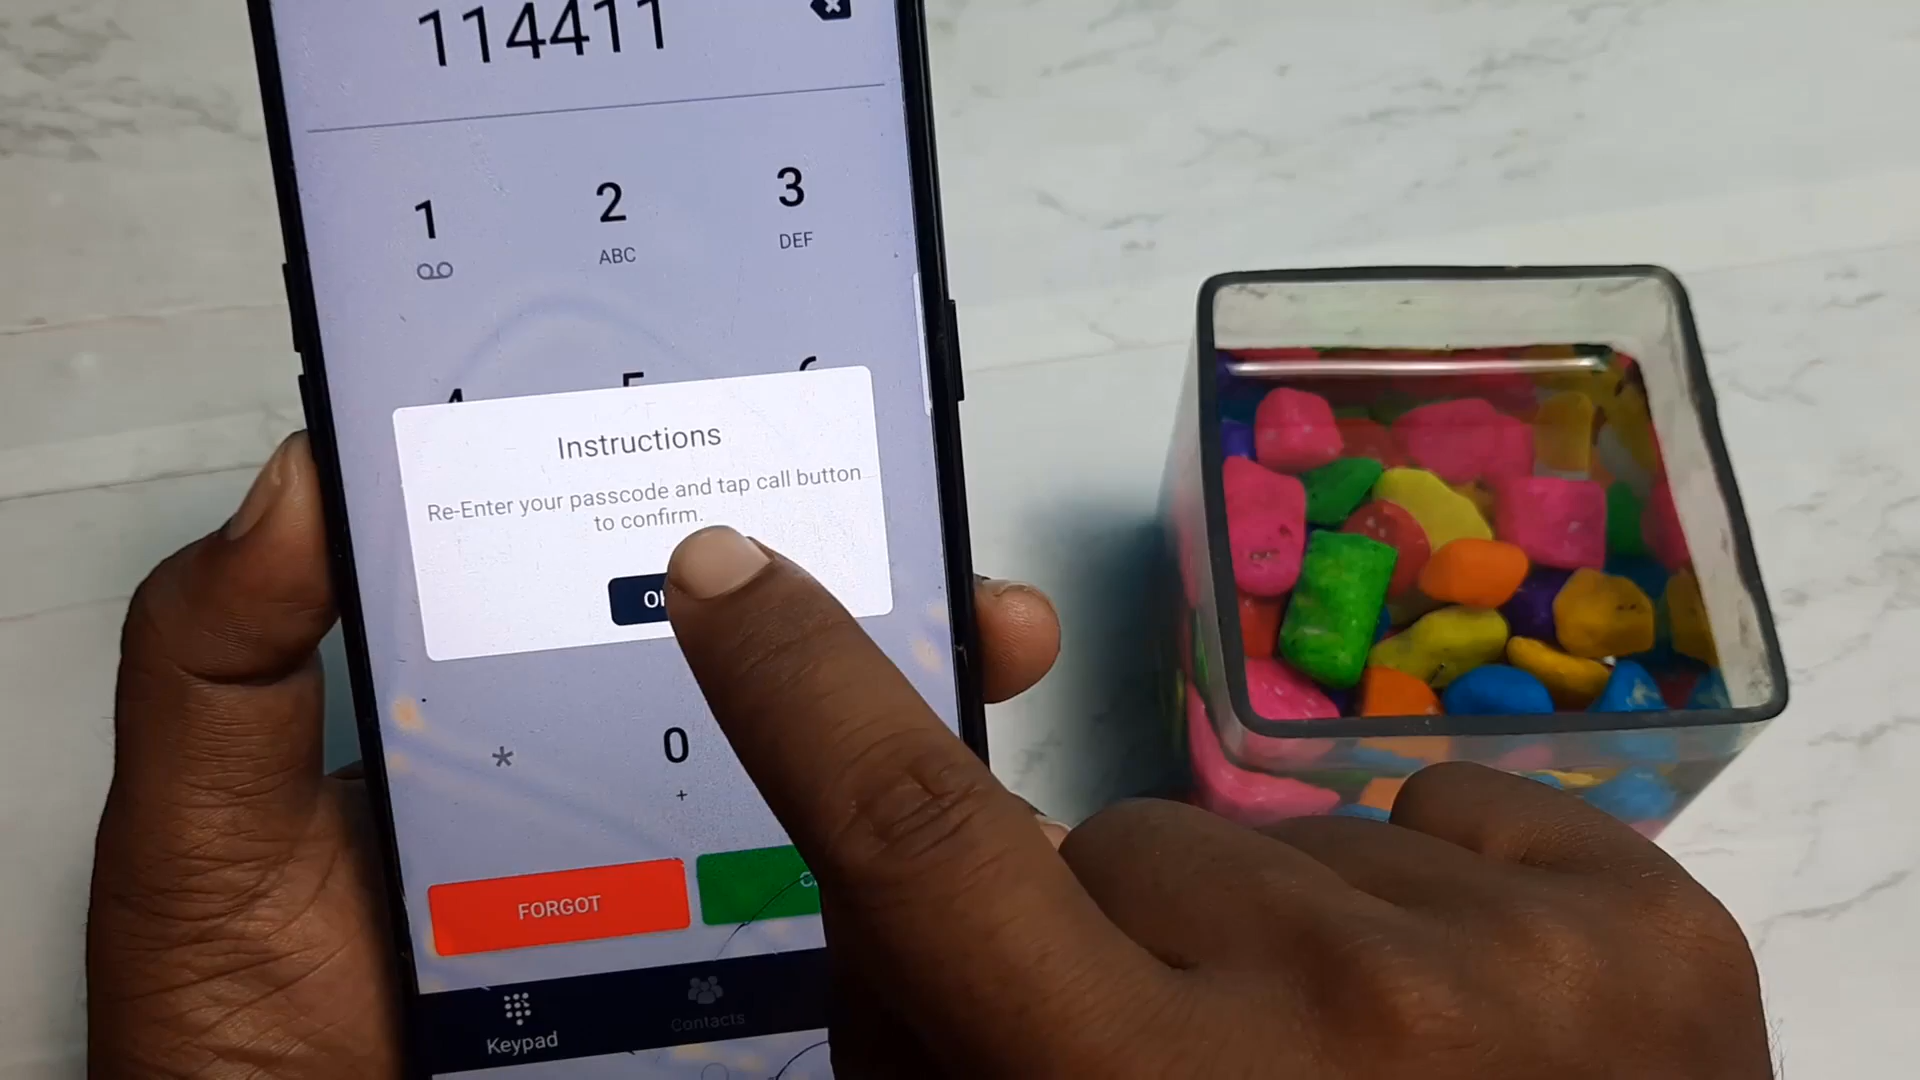 114411
1
2
ABC
3
DEF
Instructions
Re-Enter your passcode and tap call button
to confirm.
*
0
+
FORGOT
Keypad
Contacts